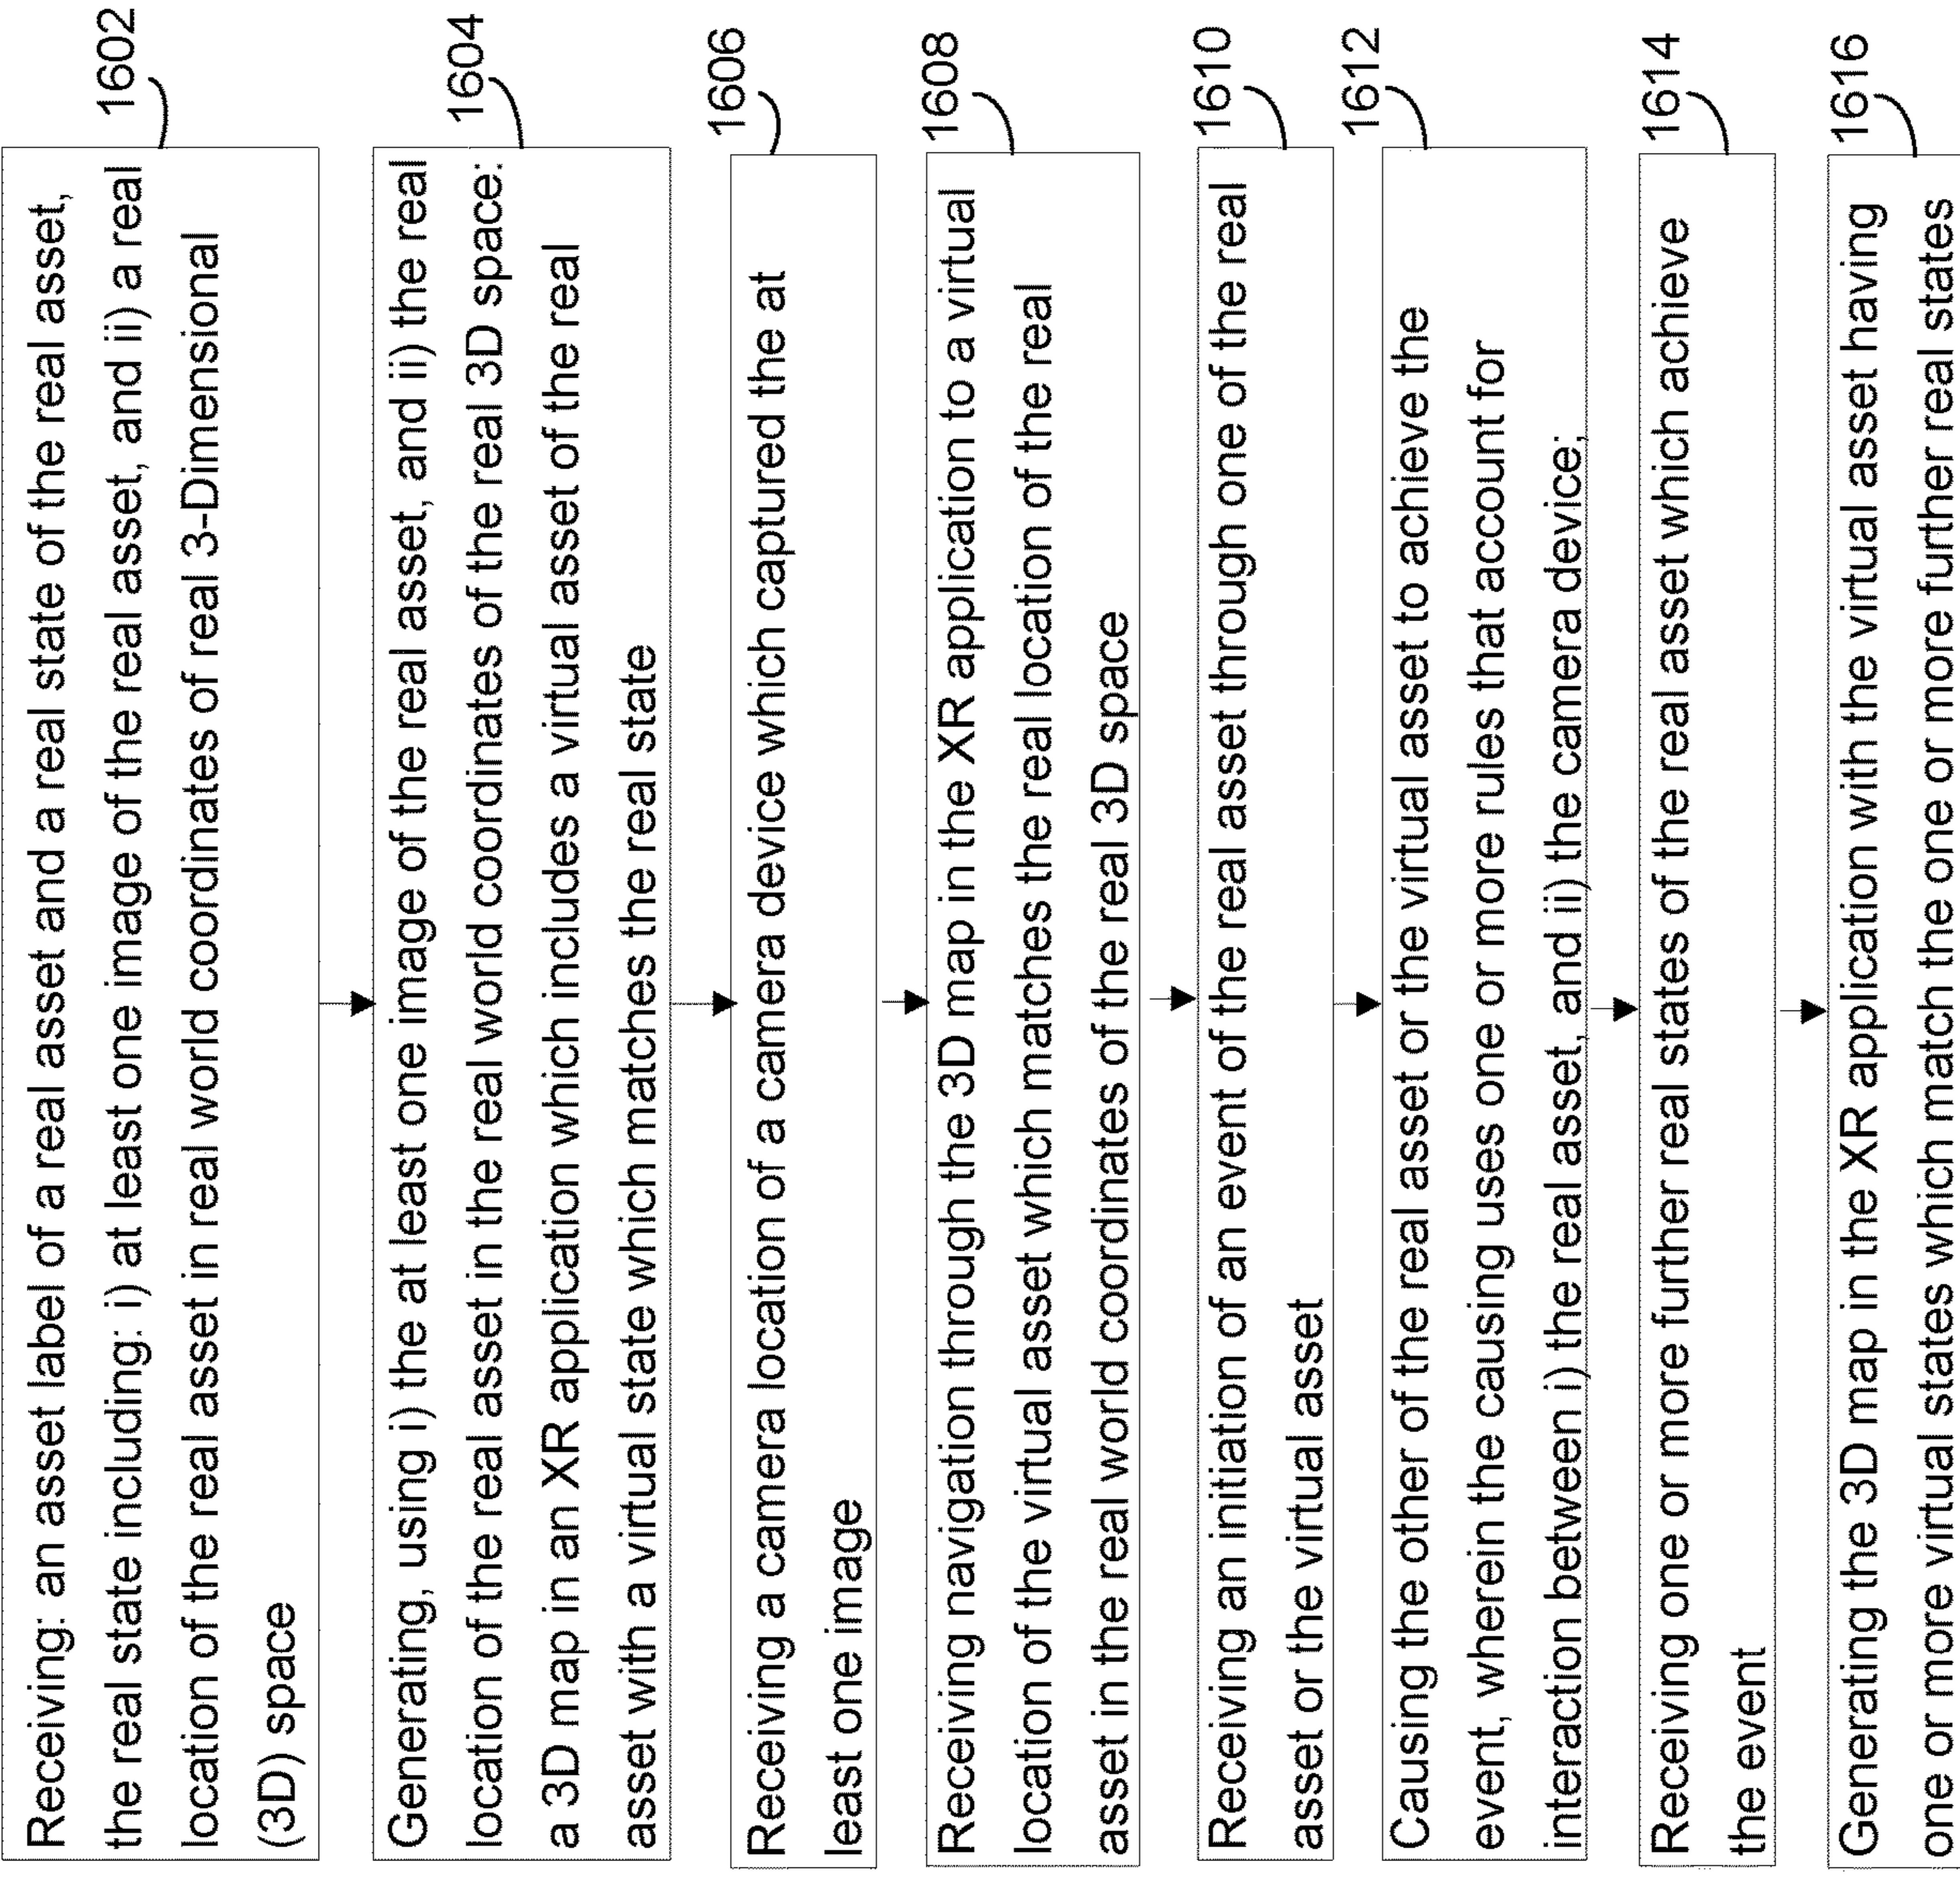 Receiving: an asset label of a real asset and a real state of the real asset,
the real state including: i) at least one image of the real asset, and ii) a real
location of the real asset in real world coordinates of real 3-Dimensional
(3D) space
1602
Generating, using i) the at least one image of the real asset, and ii) the real
location of the real asset in the real world coordinates of the real 3D space:
a 3D map in an XR application which includes a virtual asset of the real
asset with a virtual state which matches the real state
1604
Receiving a camera location of a camera device which captured the at
least one image
1606
Receiving navigation through the 3D map in the XR application to a virtual
location of the virtual asset which matches the real location of the real
asset in the real world coordinates of the real 3D space
1608
Receiving an initiation of an event of the real asset through one of the real
asset or the virtual asset
1610
Causing the other of the real asset or the virtual asset to achieve the
event, wherein the causing uses one or more rules that account for
interaction between i) the real asset, and ii) the camera device;
1612
Receiving one or more further real states of the real asset which achieve
the event
1614
Generating the 3D map in the XR application with the virtual asset having
one or more virtual states which match the one or more further real states
1616